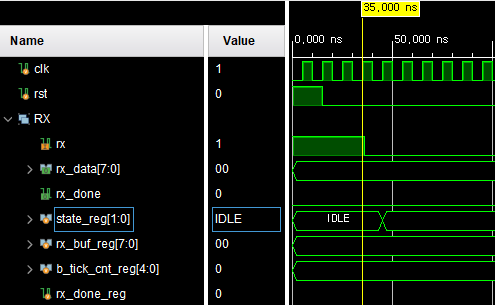 35,000 ns
Name Value 0,000 ns 50,000 ns
clk 1
rst 0
RX
rx 1
rx_data[7:0] 00
rx_done 0
state_reg[1:0] IDLE IDLE
rx_buf_reg[7:0] 00
b_tick_cnt_reg[4:0] 0
rx_done_reg 0